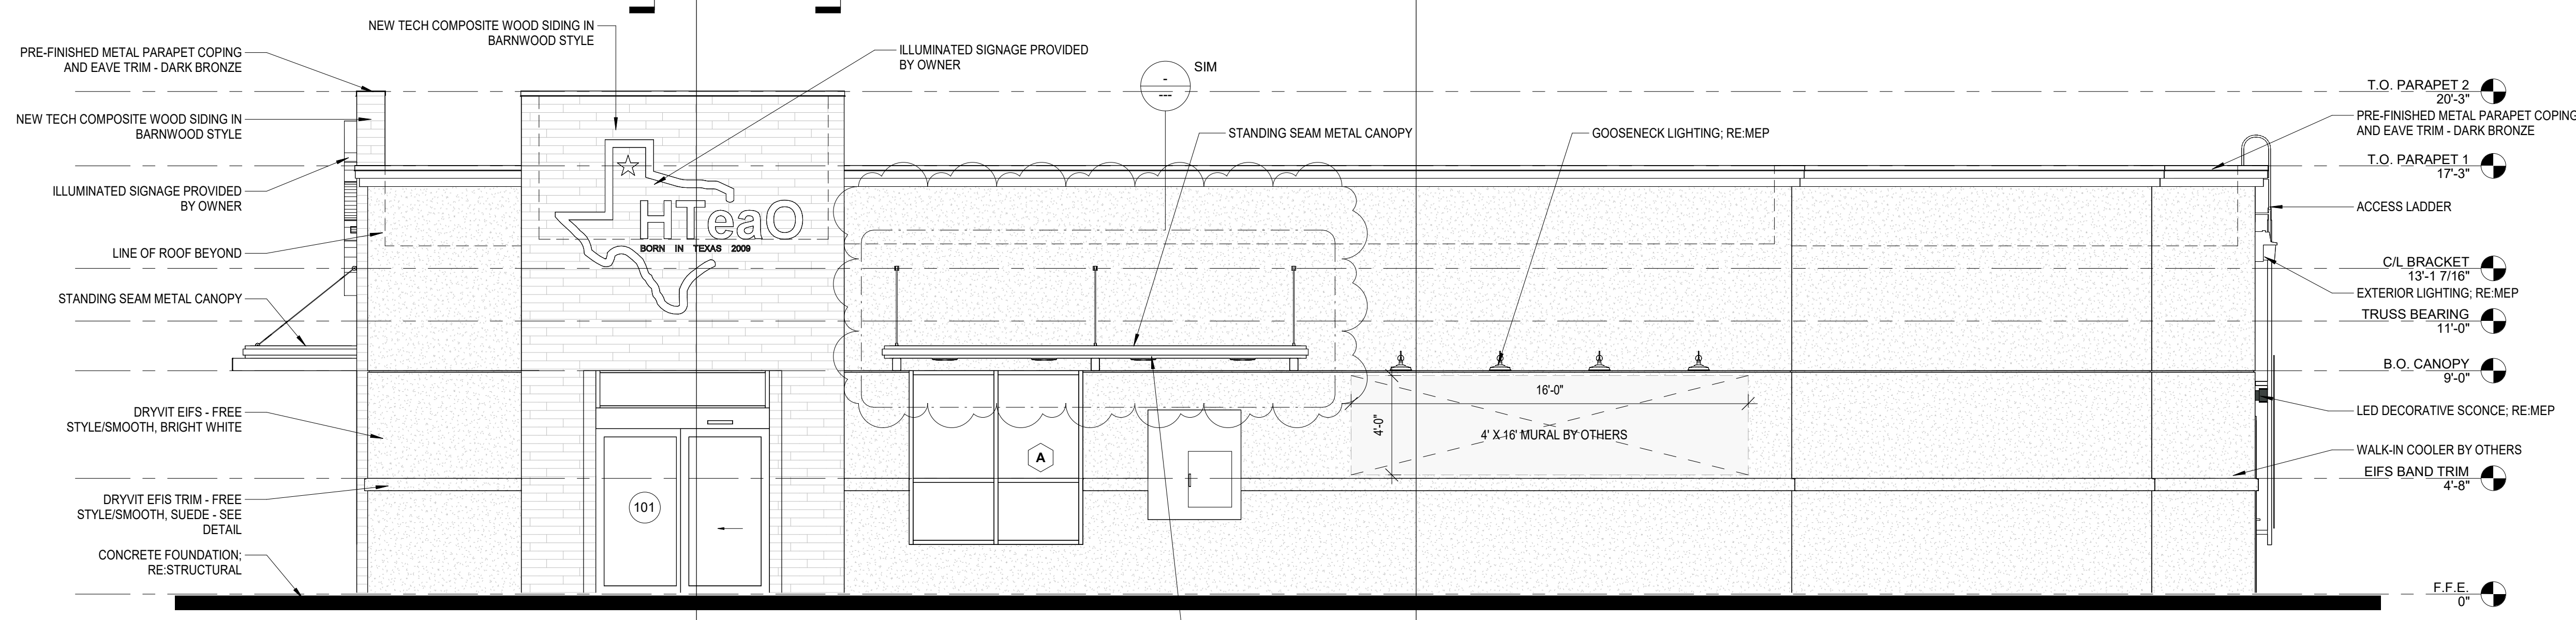 NEW TECH COMPOSITE WOOD SIDING IN
BARNWOOD STYLE
PRE-FINISHED METAL PARAPET COPING
AND EAVE TRIM - DARK BRONZE
ILLUMINATED SIGNAGE PROVIDED
BY OWNER
SIM
-
---
NEW TECH COMPOSITE WOOD SIDING IN
BARNWOOD STYLE
STANDING SEAM METAL CANOPY
GOOSENECK LIGHTING; RE:MEP
T.O. PARAPET 2
20'-3"
PRE-FINISHED METAL PARAPET COPING
AND EAVE TRIM - DARK BRONZE
T.O. PARAPET 1
17'-3"
ILLUMINATED SIGNAGE PROVIDED
BY OWNER
HTeaO
BORN IN TEXAS 2009
ACCESS LADDER
LINE OF ROOF BEYOND
C/L BRACKET
13'-1 7/16"
STANDING SEAM METAL CANOPY
EXTERIOR LIGHTING; RE:MEP
TRUSS BEARING
11'-0"
B.O. CANOPY
9'-0"
16'-0"
4'-0"
4' X 16' MURAL BY OTHERS
DRYVIT EIFS - FREE
STYLE/SMOOTH, BRIGHT WHITE
LED DECORATIVE SCONCE; RE:MEP
A
WALK-IN COOLER BY OTHERS
EIFS BAND TRIM
4'-8"
DRYVIT EFIS TRIM - FREE
STYLE/SMOOTH, SUEDE - SEE
DETAIL
101
CONCRETE FOUNDATION;
RE:STRUCTURAL
F.F.E.
0"